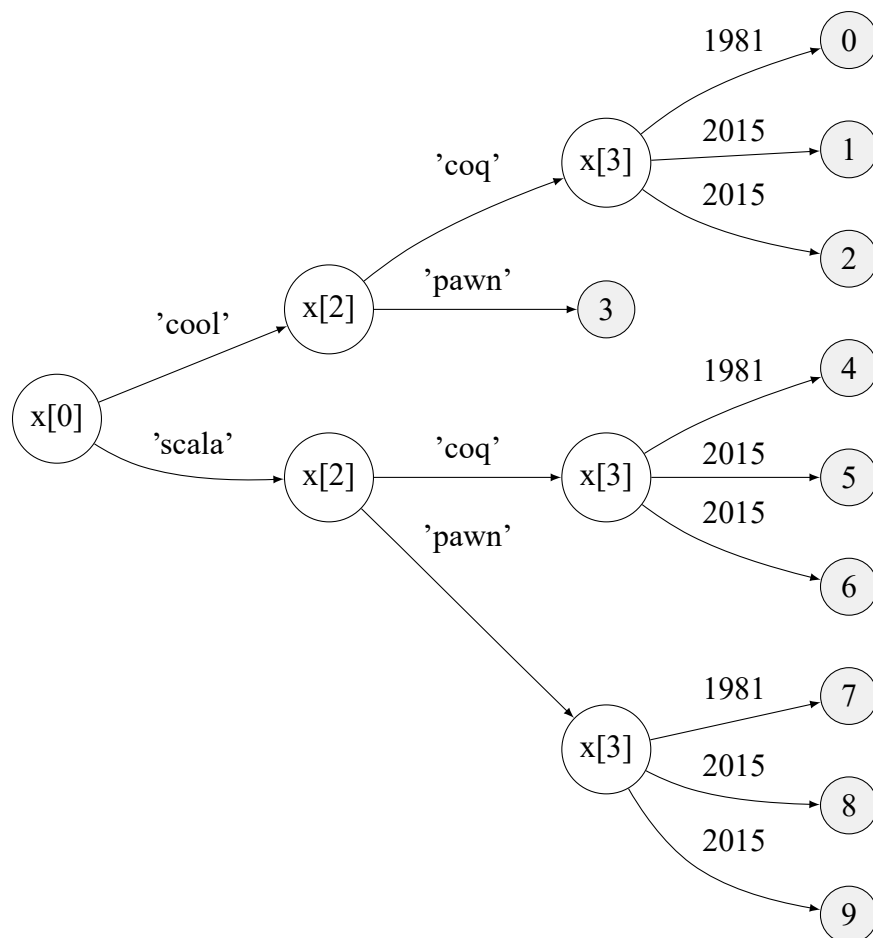 1981
0
’coq’
x[3]
2015
1
2015
2
’cool’
x[2]
’pawn’
3
x[0]
’scala’
x[2]
’coq’
x[3]
1981
4
2015
5
2015
6
’pawn’
x[3]
1981
7
2015
8
2015
9